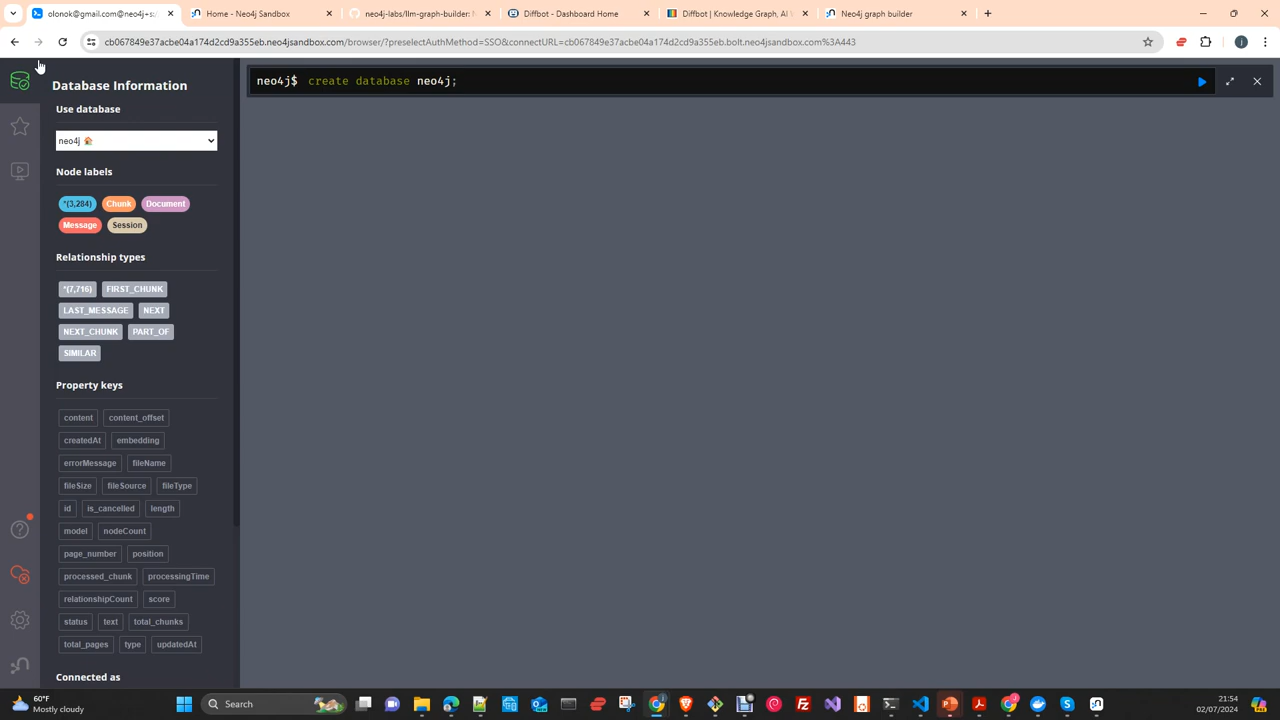 olonok@gmail.com@neo4j+s:
Home - Neo4j Sandbox
neo4j-labs/llm-graph-builder:
Diffbot - Dashboard Home
Diffbot | Knowledge Graph, AI
Neo4j graph builder
cb067849e37acbe04a174d2cd953315eb.neo4jsandbox.com/browser/?preselectAuthMethod=SSO&connectURL=cb067849e37acbe04a174d2cd953315eb.bolt.neo4jsandbox.com%3A443
Database Information
neo4j$ create database neo4j;
Use database
neo4j
Node labels
*(3,284) Chunk Document
Message Session
Relationship types
*(7,716) FIRST_CHUNK
LAST_MESSAGE NEXT
NEXT_CHUNK PART_OF
SIMILAR
Property keys
content content_offset
createdAt embedding
errorMessage fileName
fileSize fileSource fileType
id is_cancelled length
model nodeCount
page_number position
processed_chunk processingTime
relationshipCount score
status text total_chunks
total_pages type updatedAt
Connected as
60°F
Mostly cloudy
Search
21:54
02/07/2024